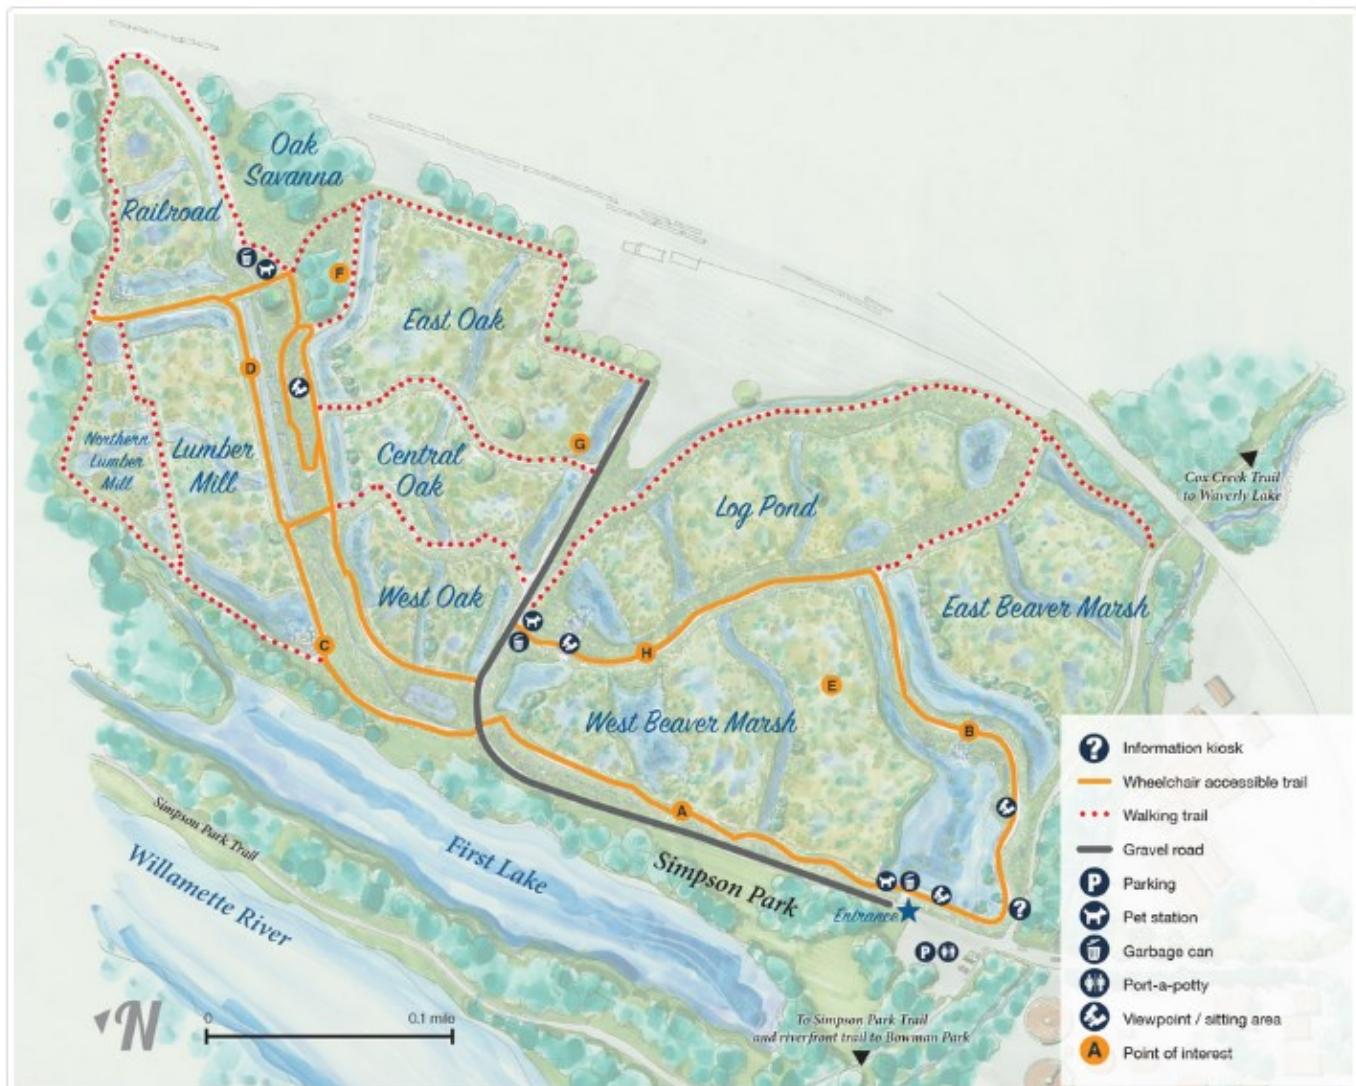 Oak
Savanna
Railroad
F
East Oak
D
G
Northern
Lumber
Mill
Lumber
Mill
Central
Oak
Cox Creek Trail
to Waverly Lake
Log Pond
West Oak
East Beaver Marsh
C
H
E
West Beaver Marsh
B
A
Simpson Park Trail
First Lake
Simpson Park
Willamette River
Entrance
P
?
N
0
0.1 mile
To Simpson Park Trail
and riverfront trail to Bowman Park
? Information kiosk
Wheelchair accessible trail
Walking trail
Gravel road
P Parking
Pet station
Garbage can
Port-a-potty
Viewpoint / sitting area
A Point of interest